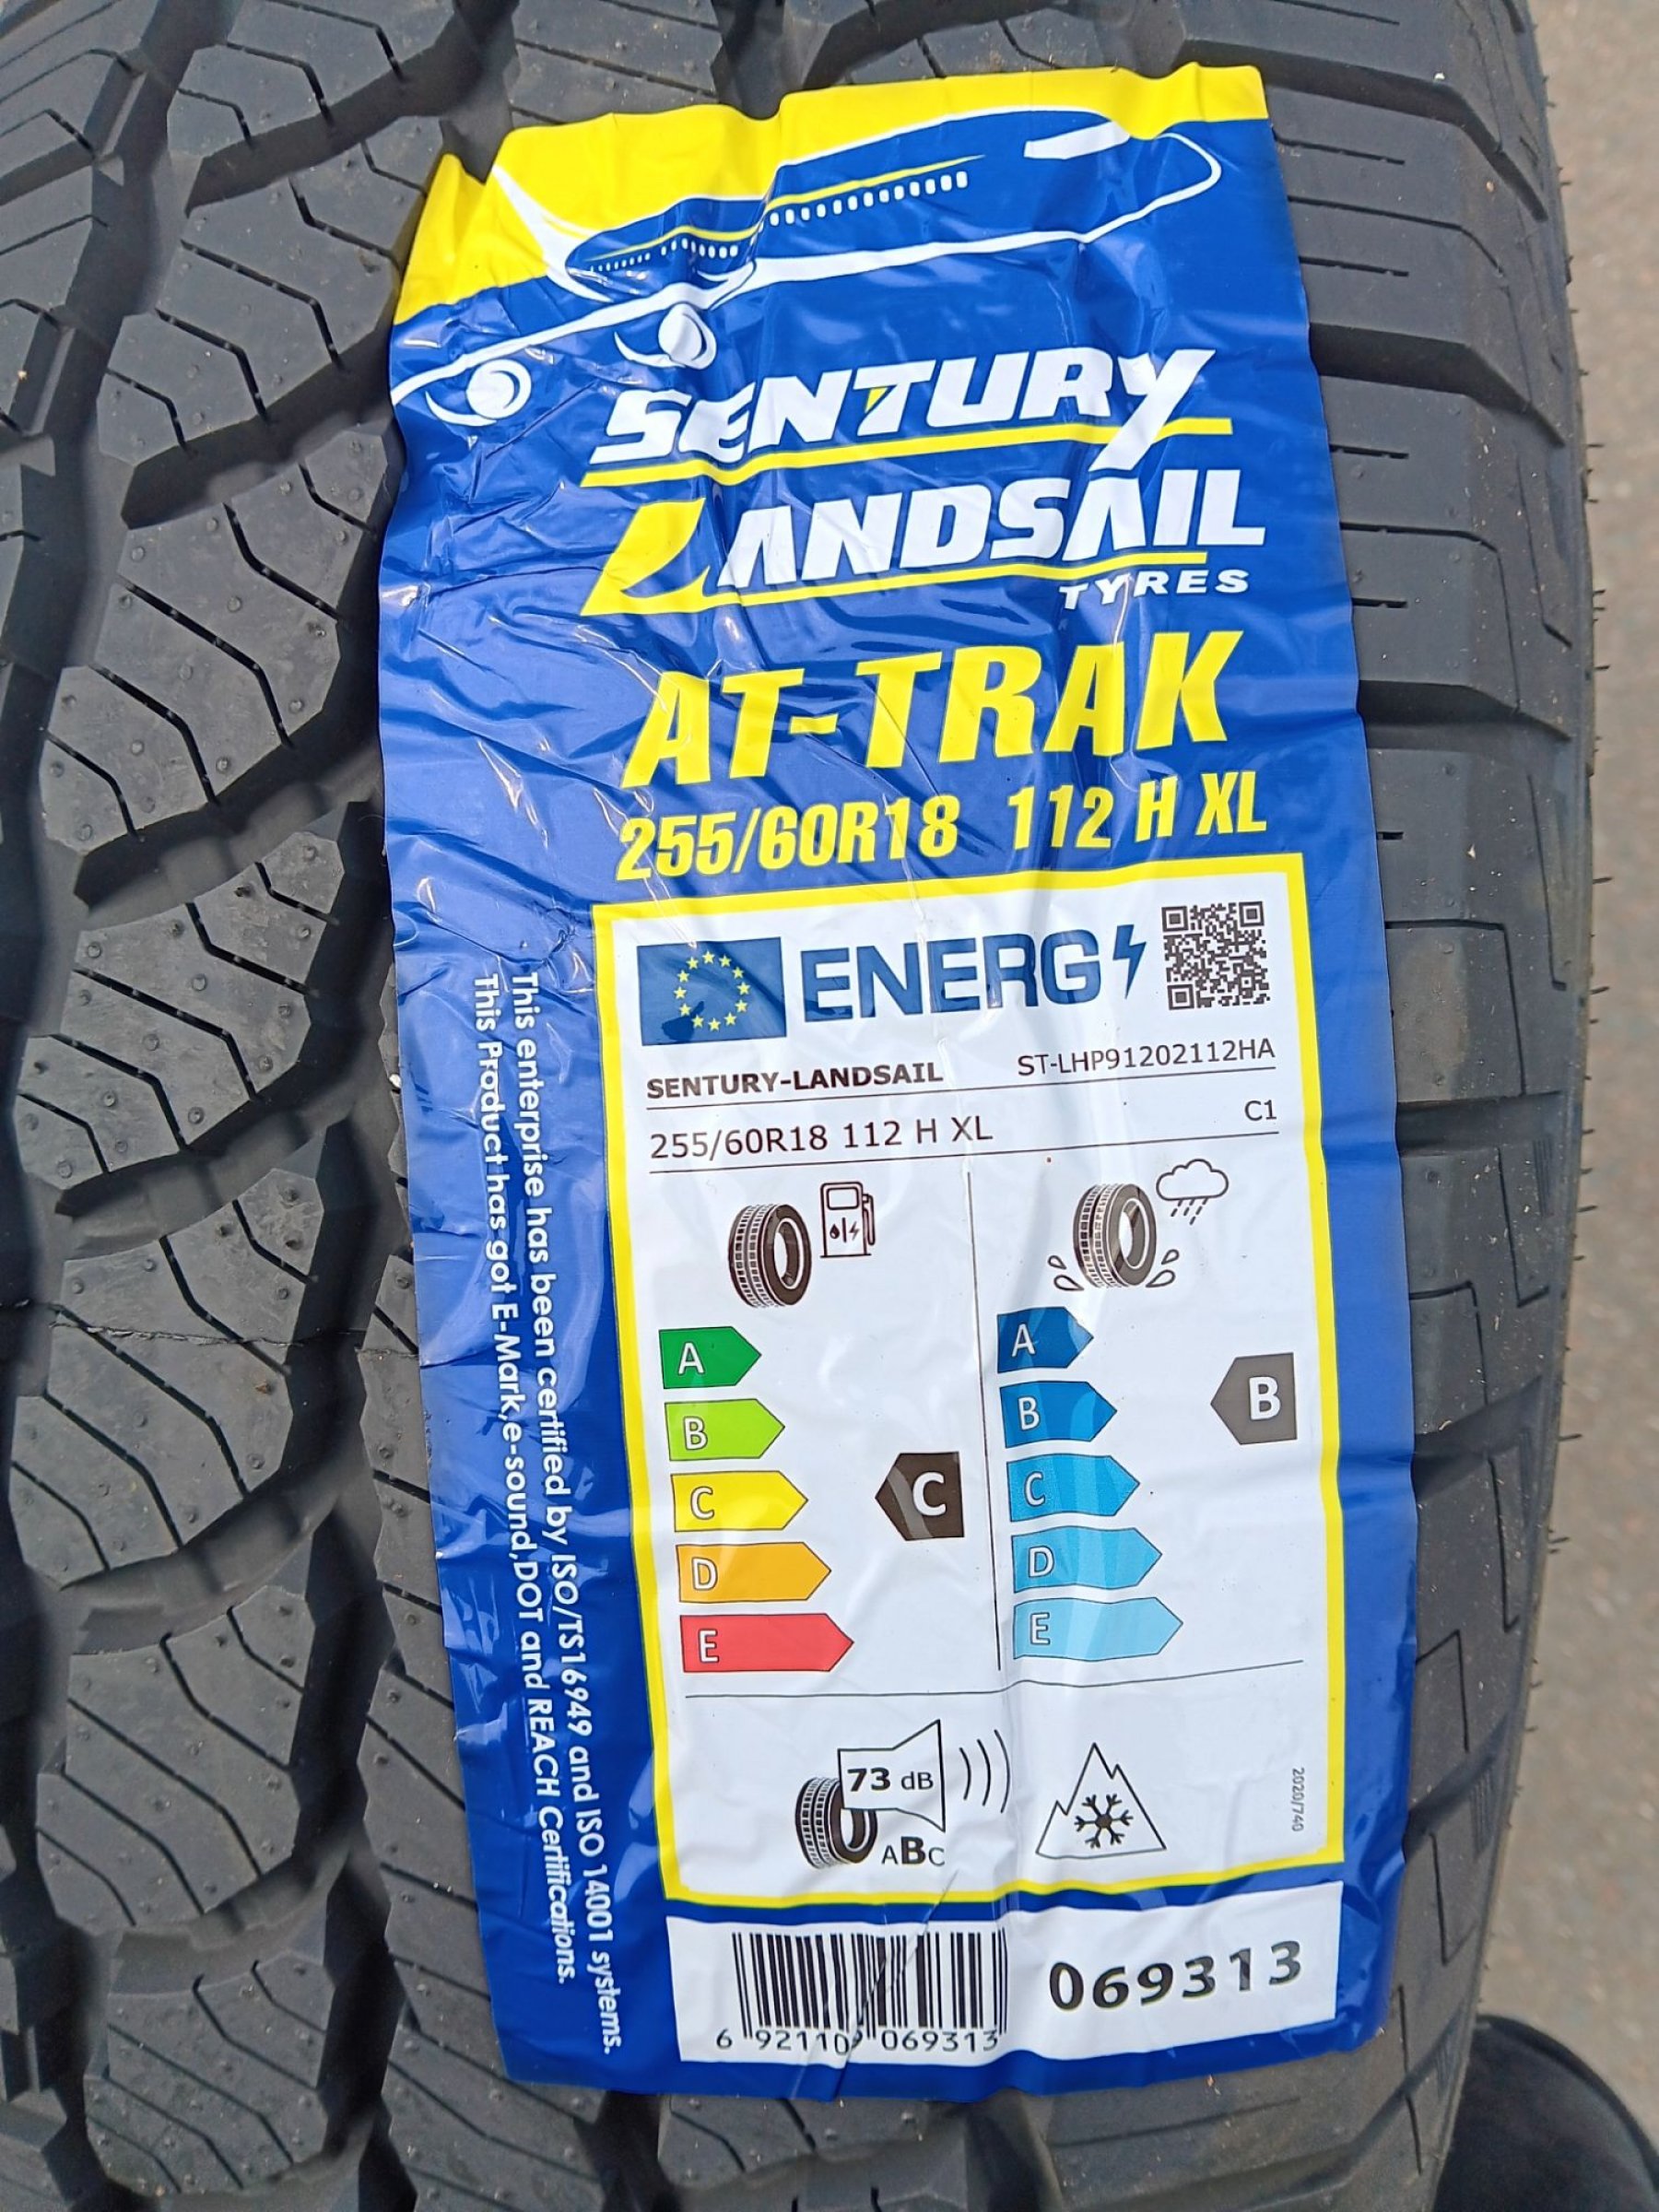 SENTURY
LANDSAIL
TYRES
AT-TRAK
255/60R18 112 H XL
ENERG
SENTURY-LANDSAIL ST-LHP91202112HA
255/60R18 112 H XL C1
A
B
C
D
E
C
A
B
C
D
E
B
73 dB
ABC
2020/740
This enterprise has been certified by ISO/TS16949 and ISO 14001 systems.
This Product has got E-Mark,e-sound,DOT and REACH Certifications.
069313
6 921109 069313